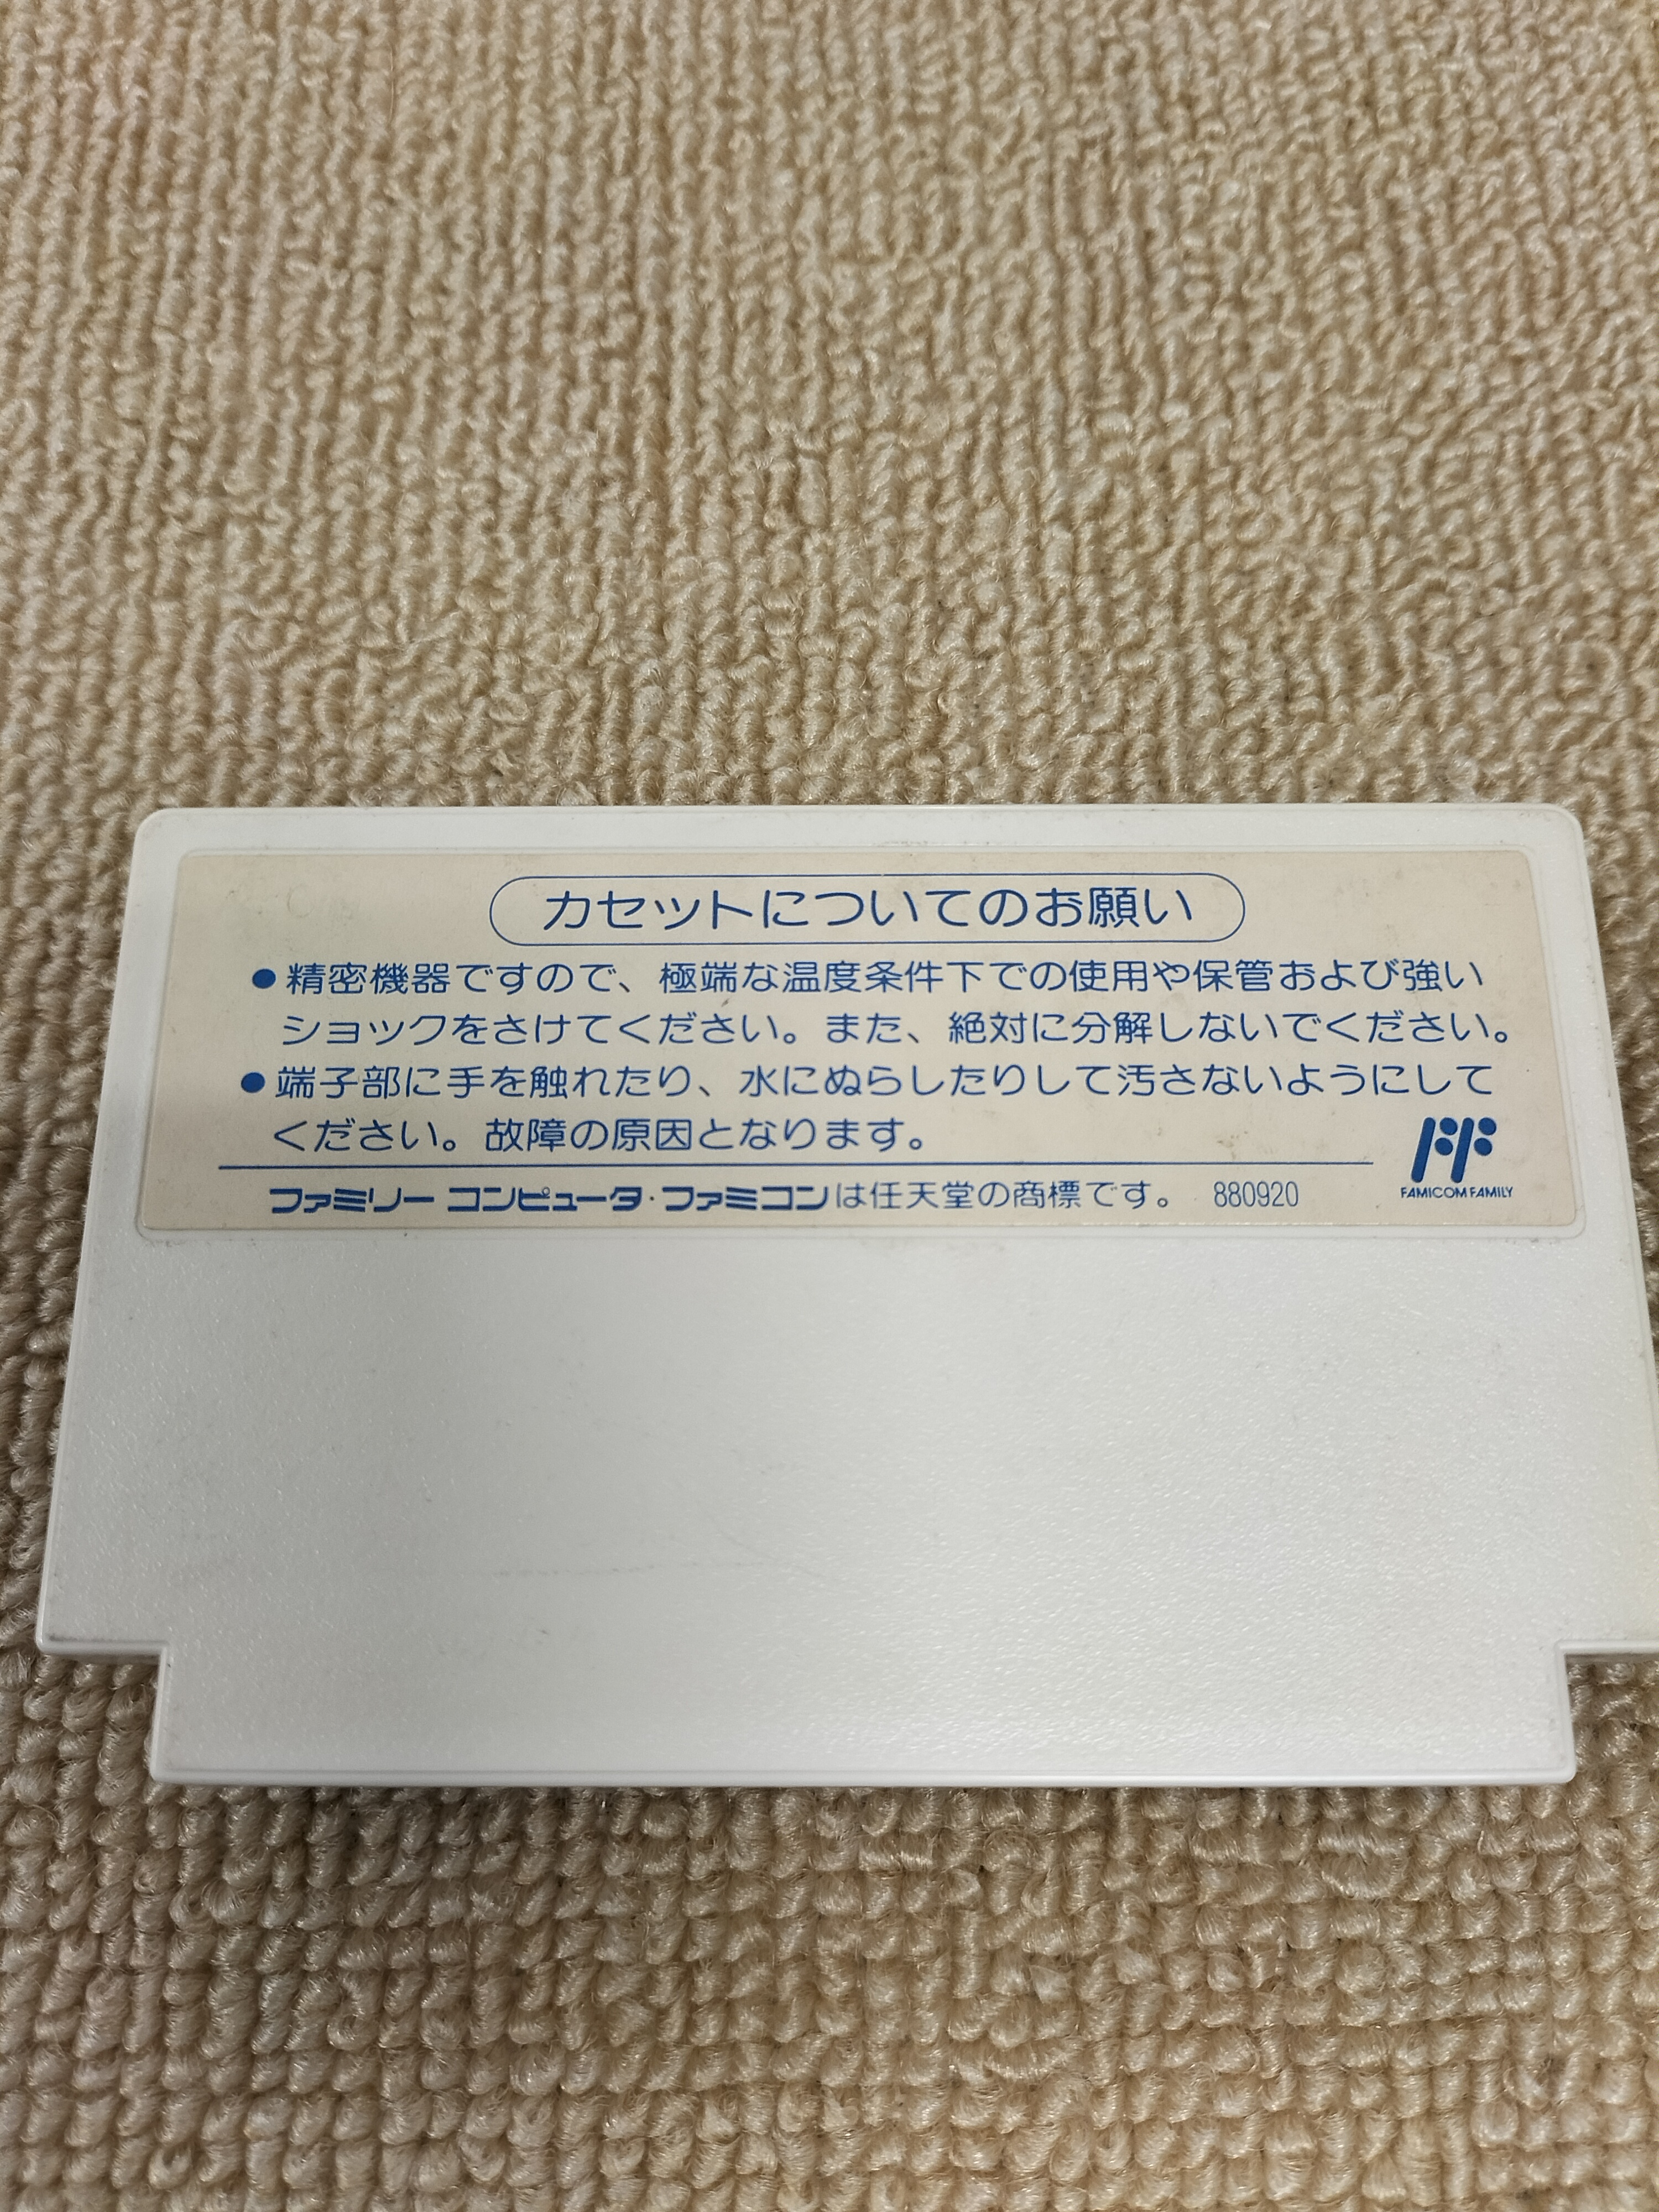 カセットについてのお願い
●精密機器ですので、極端な温度条件下での使用や保管および強い
ショックをさけてください。また、絶対に分解しないでください。
●端子部に手を触れたり、水にぬらしたりして汚さないようにして
ください。故障の原因となります。
ファミリー コンピュータ・ファミコンは任天堂の商標です。 880920
FAMICOM FAMILY